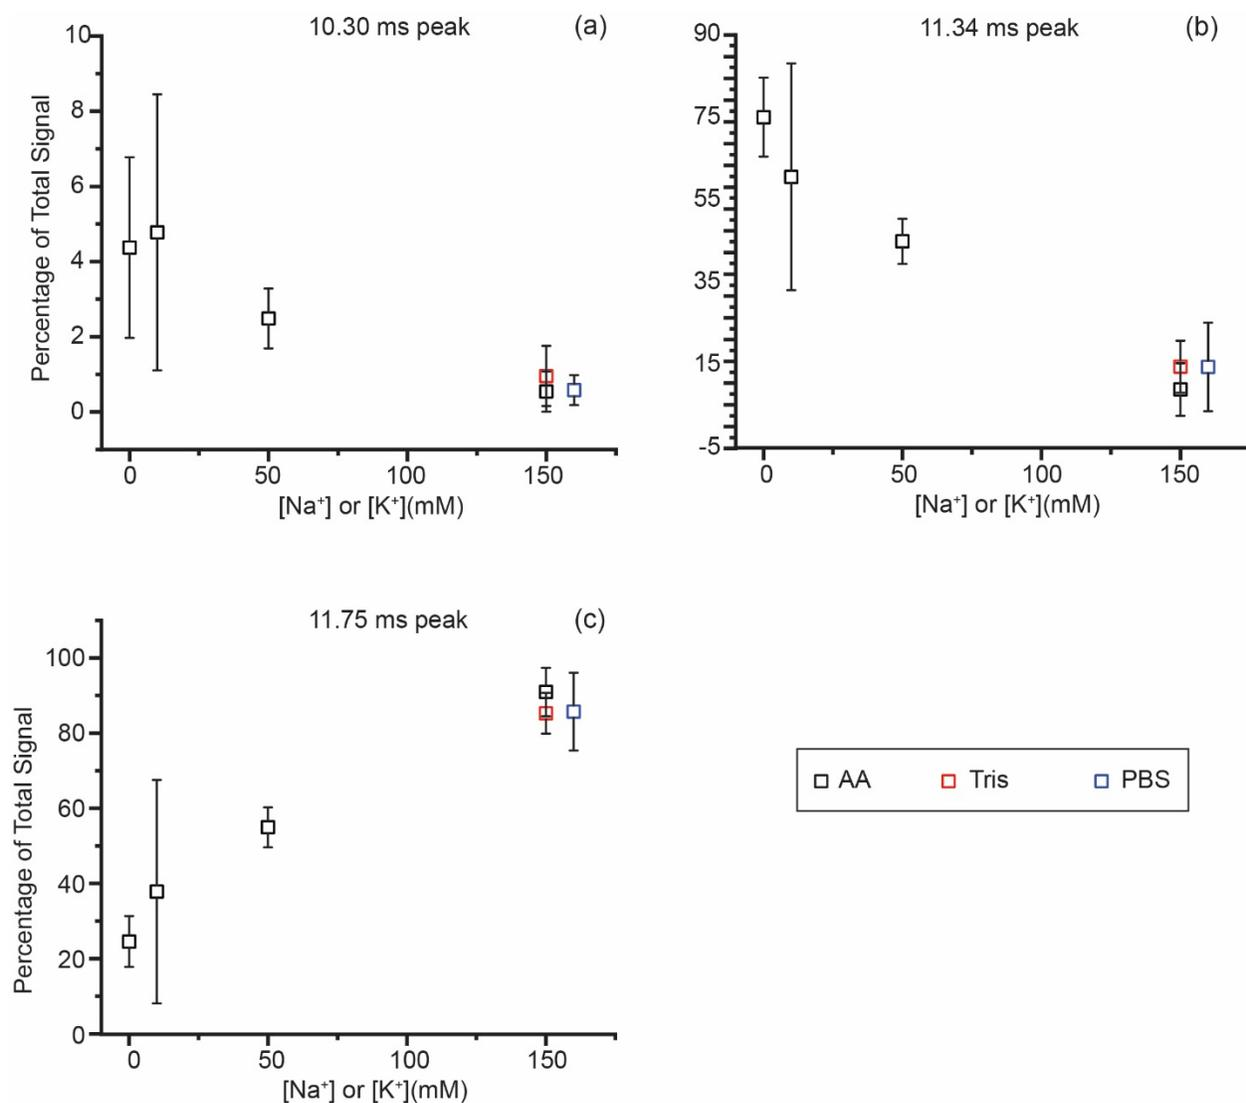 10.30 ms peak
(a)
Percentage of Total Signal
10
8
6
4
2
0
0 50 100 150
[Na⁺] or [K⁺](mM)
11.34 ms peak
(b)
90
75
55
35
15
-5
0 50 100 150
[Na⁺] or [K⁺](mM)
11.75 ms peak
(c)
Percentage of Total Signal
100
80
60
40
20
0
0 50 100 150
[Na⁺] or [K⁺](mM)
AA Tris PBS